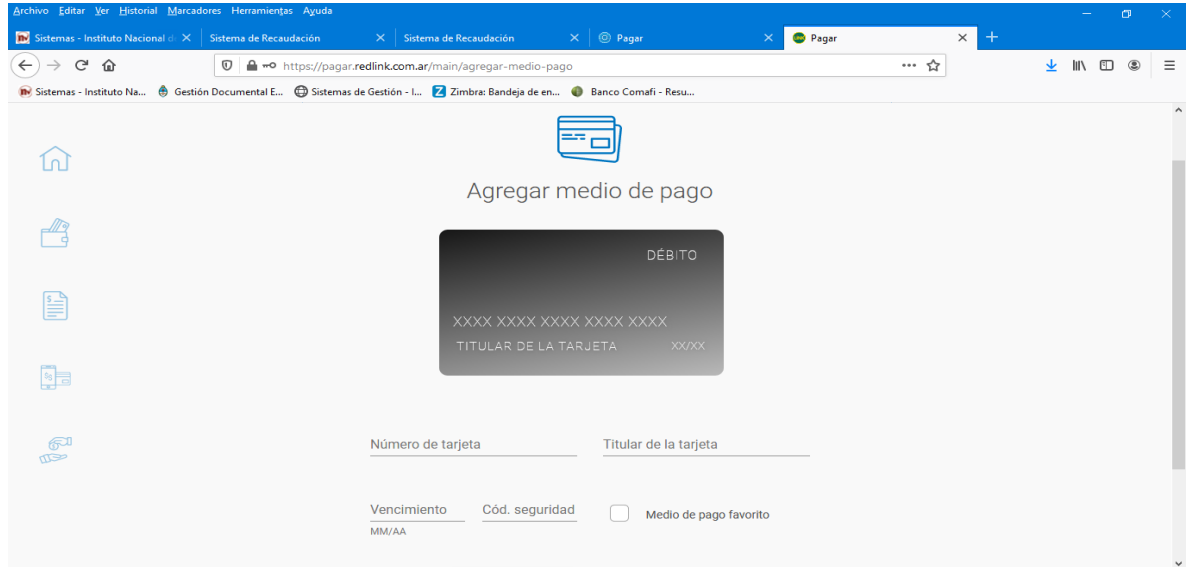 Archivo Editar Ver Historial Marcadores Herramientas Ayuda
Sistemas - Instituto Nacional d
Sistema de Recaudación
Sistema de Recaudación
Pagar
Pagar
https://pagar.redlink.com.ar/main/agregar-medio-pago
Sistemas - Instituto Na... Gestión Documental E... Sistemas de Gestión - I... Zimbra: Bandeja de en... Banco Comafi - Resu...
Agregar medio de pago
DÉBITO
XXXX XXXX XXXX XXXX XXXX
TITULAR DE LA TARJETA XX/XX
Número de tarjeta Titular de la tarjeta
Vencimiento Cód. seguridad Medio de pago favorito
MM/AA